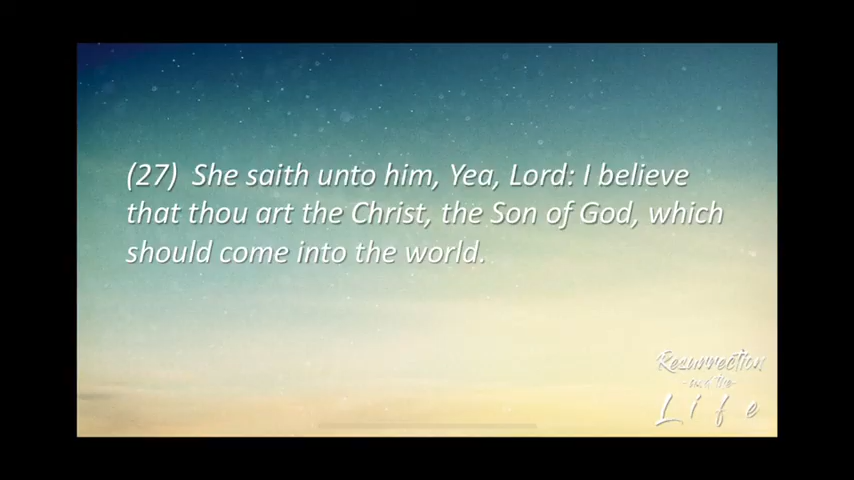 (27) She saith unto him, Yea, Lord: I believe
that thou art the Christ, the Son of God, which
should come into the world.
Resurrection
-and the-
Life